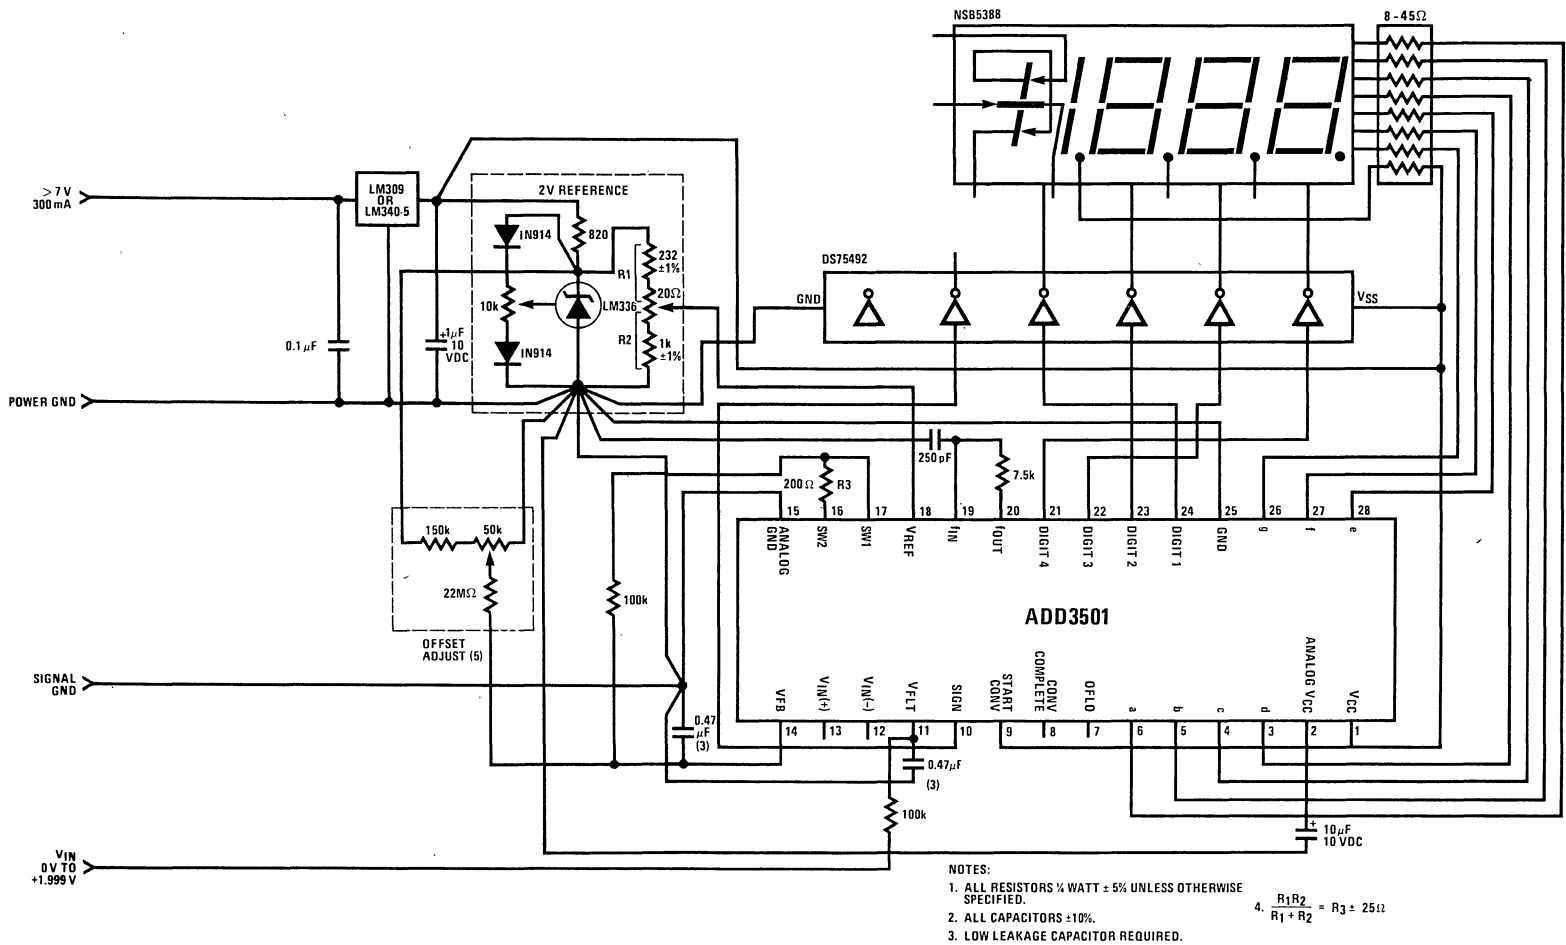 NSB5388
8 - 45Ω
> 7 V
300 mA
LM309
OR
LM340-5
2V REFERENCE
IN914
820
R1
232
±1%
10k
LM336
20Ω
R2
1k
±1%
IN914
0.1 µF
+1µF
10
VDC
POWER GND
DS75492
GND
VSS
250 pF
7.5k
200 Ω
R3
15
16
17
18
19
20
21
22
23
24
25
26
27
28
ANALOG
GND
SW2
SW1
VREF
fIN
fOUT
DIGIT 4
DIGIT 3
DIGIT 2
DIGIT 1
GND
g
f
e
150k
50k
22MΩ
100k
OFFSET
ADJUST (5)
ADD3501
SIGNAL
GND
VFB
VIN(+)
VIN(-)
VFLT
SIGN
START
CONV
CONV
COMPLETE
OFLO
a
b
c
d
ANALOG VCC
VCC
14
13
12
11
10
9
8
7
6
5
4
3
2
1
0.47
µF
(3)
0.47µF
(3)
100k
+
10µF
10 VDC
VIN
0V TO
+1.999 V
NOTES:
1. ALL RESISTORS ¼ WATT ± 5% UNLESS OTHERWISE
SPECIFIED.
2. ALL CAPACITORS ±10%.
3. LOW LEAKAGE CAPACITOR REQUIRED.
4. R1R2 / R1 + R2 = R3 ± 25Ω